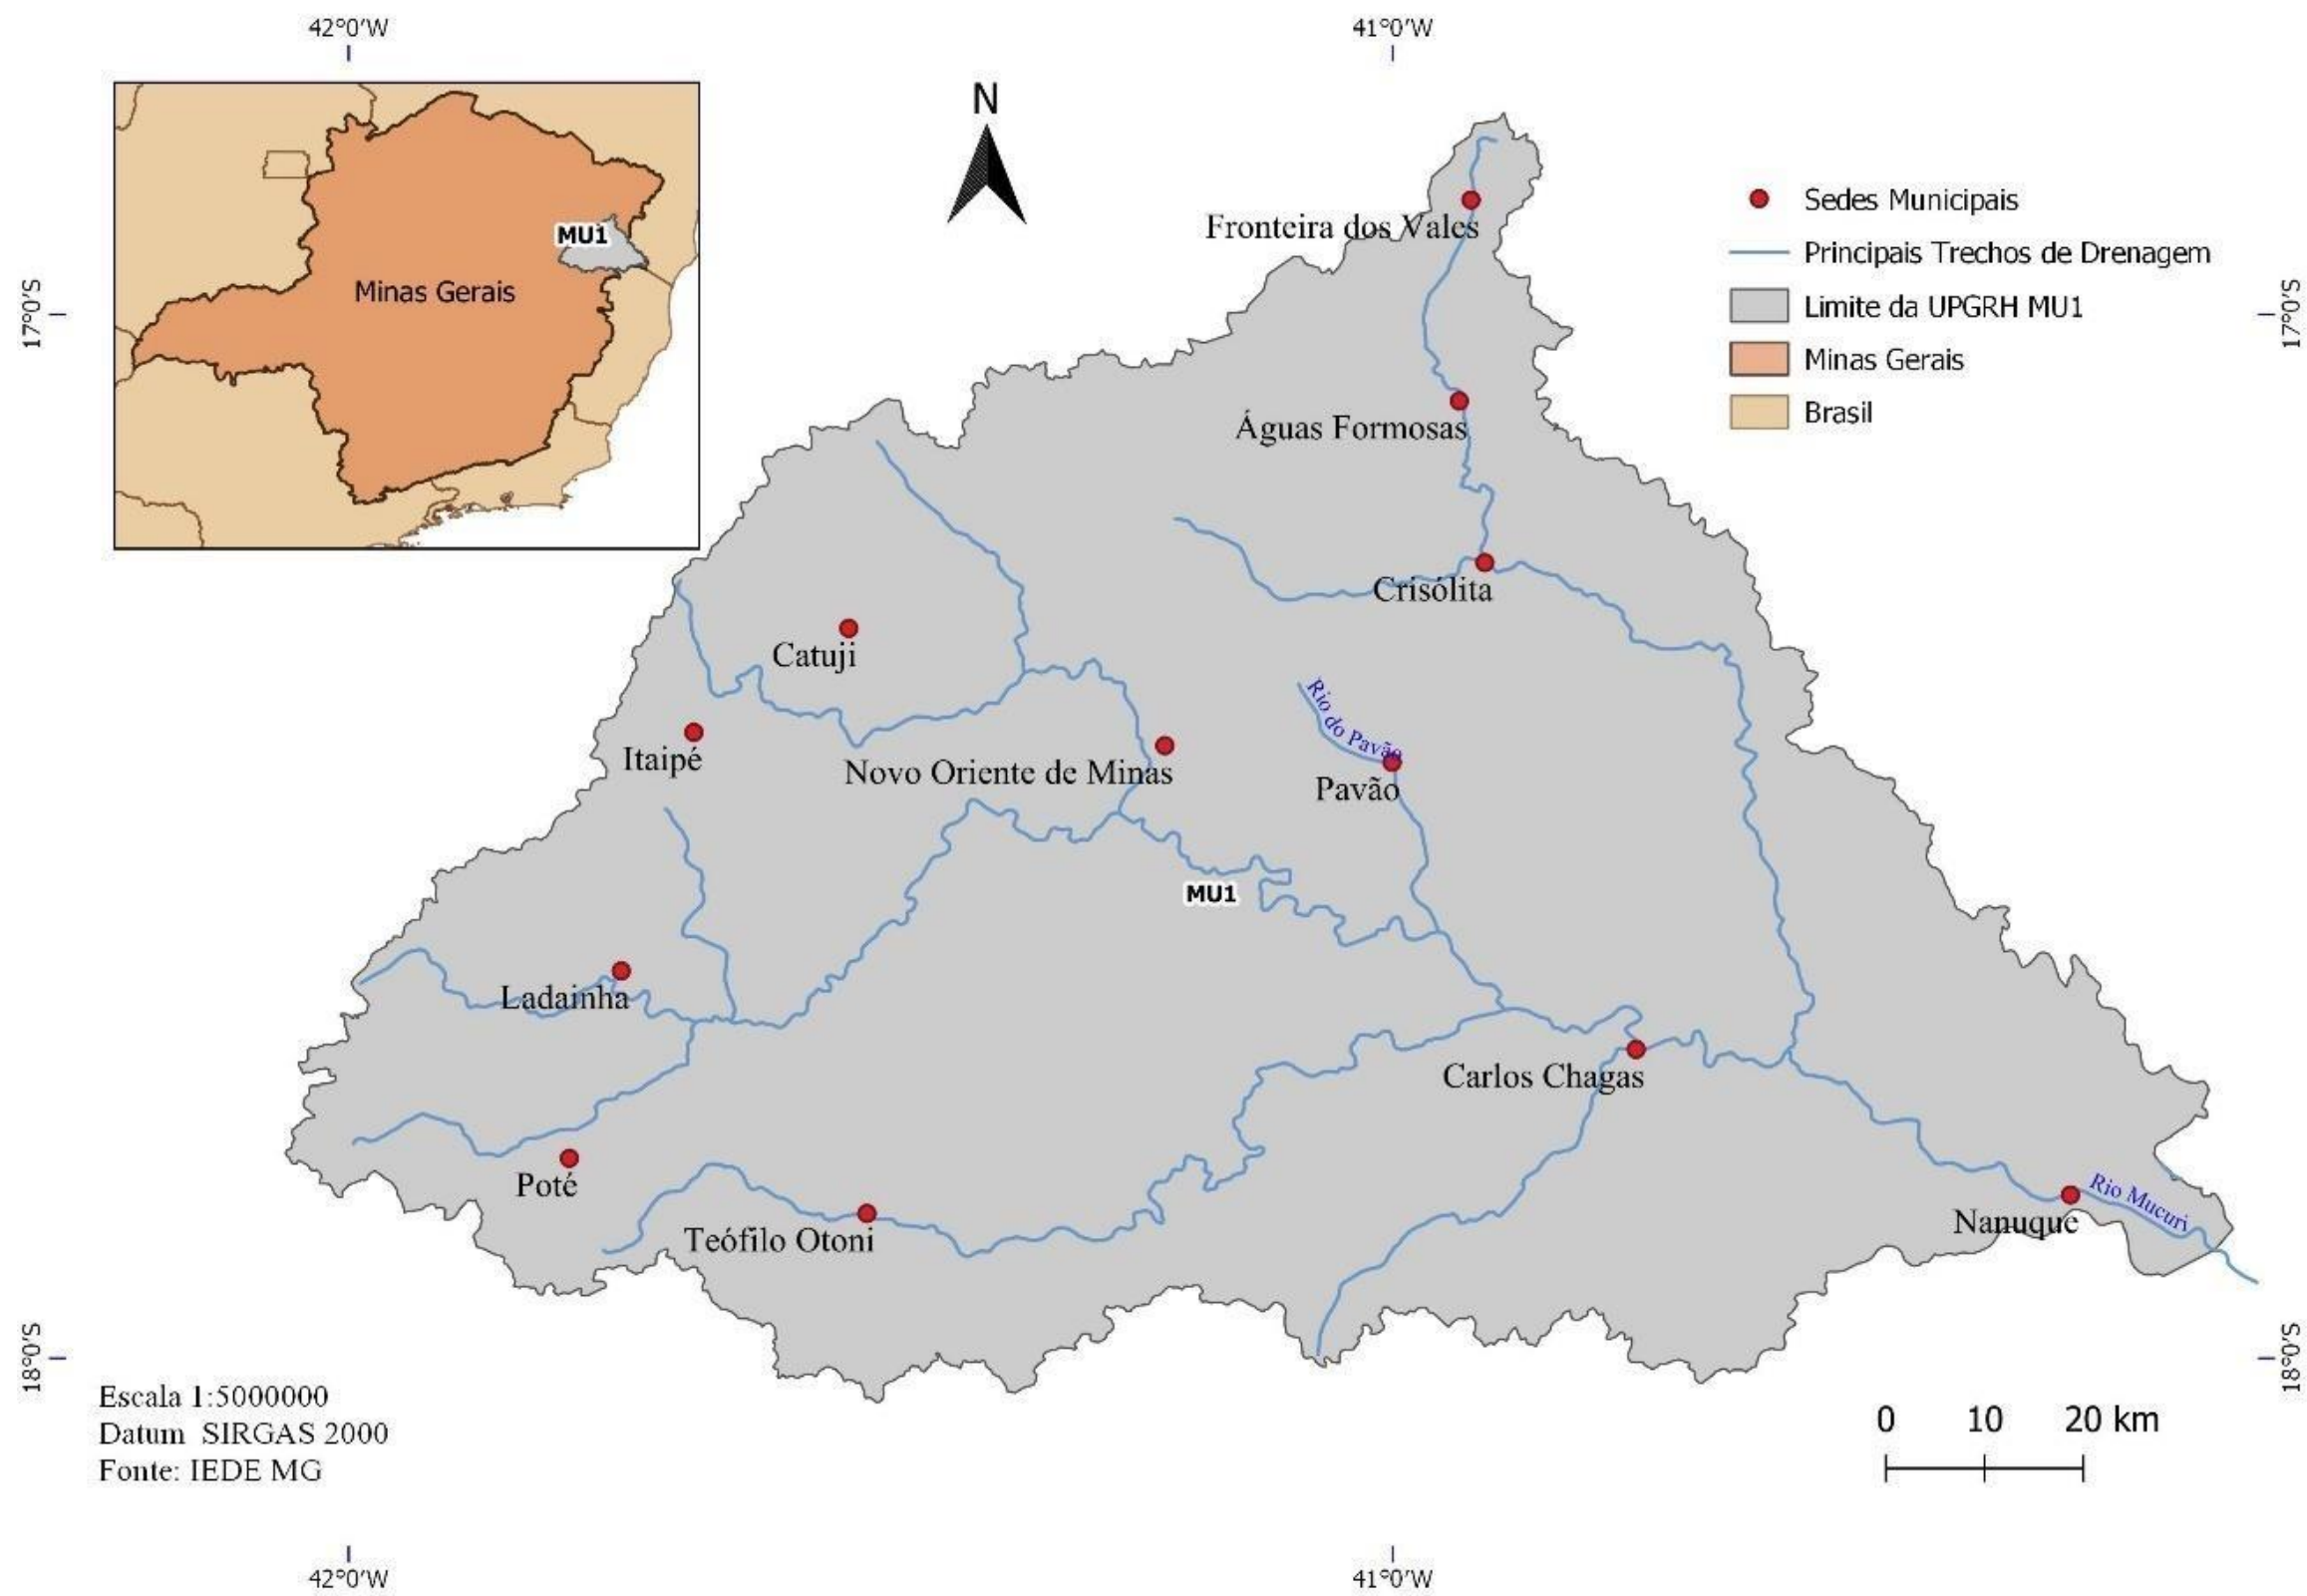 42°0'W
41°0'W
N
MU1
Minas Gerais
17°0'S
17°0'S
Sedes Municipais
Principais Trechos de Drenagem
Limite da UPGRH MU1
Minas Gerais
Brasil
Fronteira dos Vales
Águas Formosas
Crisólita
Catuji
Rio do Pavão
Itaipé
Novo Oriente de Minas
Pavão
MU1
Ladainha
Carlos Chagas
Poté
Rio Mucuri
Teófilo Otoni
Nanuque
18°0'S
18°0'S
Escala 1:5000000
Datum SIRGAS 2000
Fonte: IEDE MG
0 10 20 km
42°0'W
41°0'W